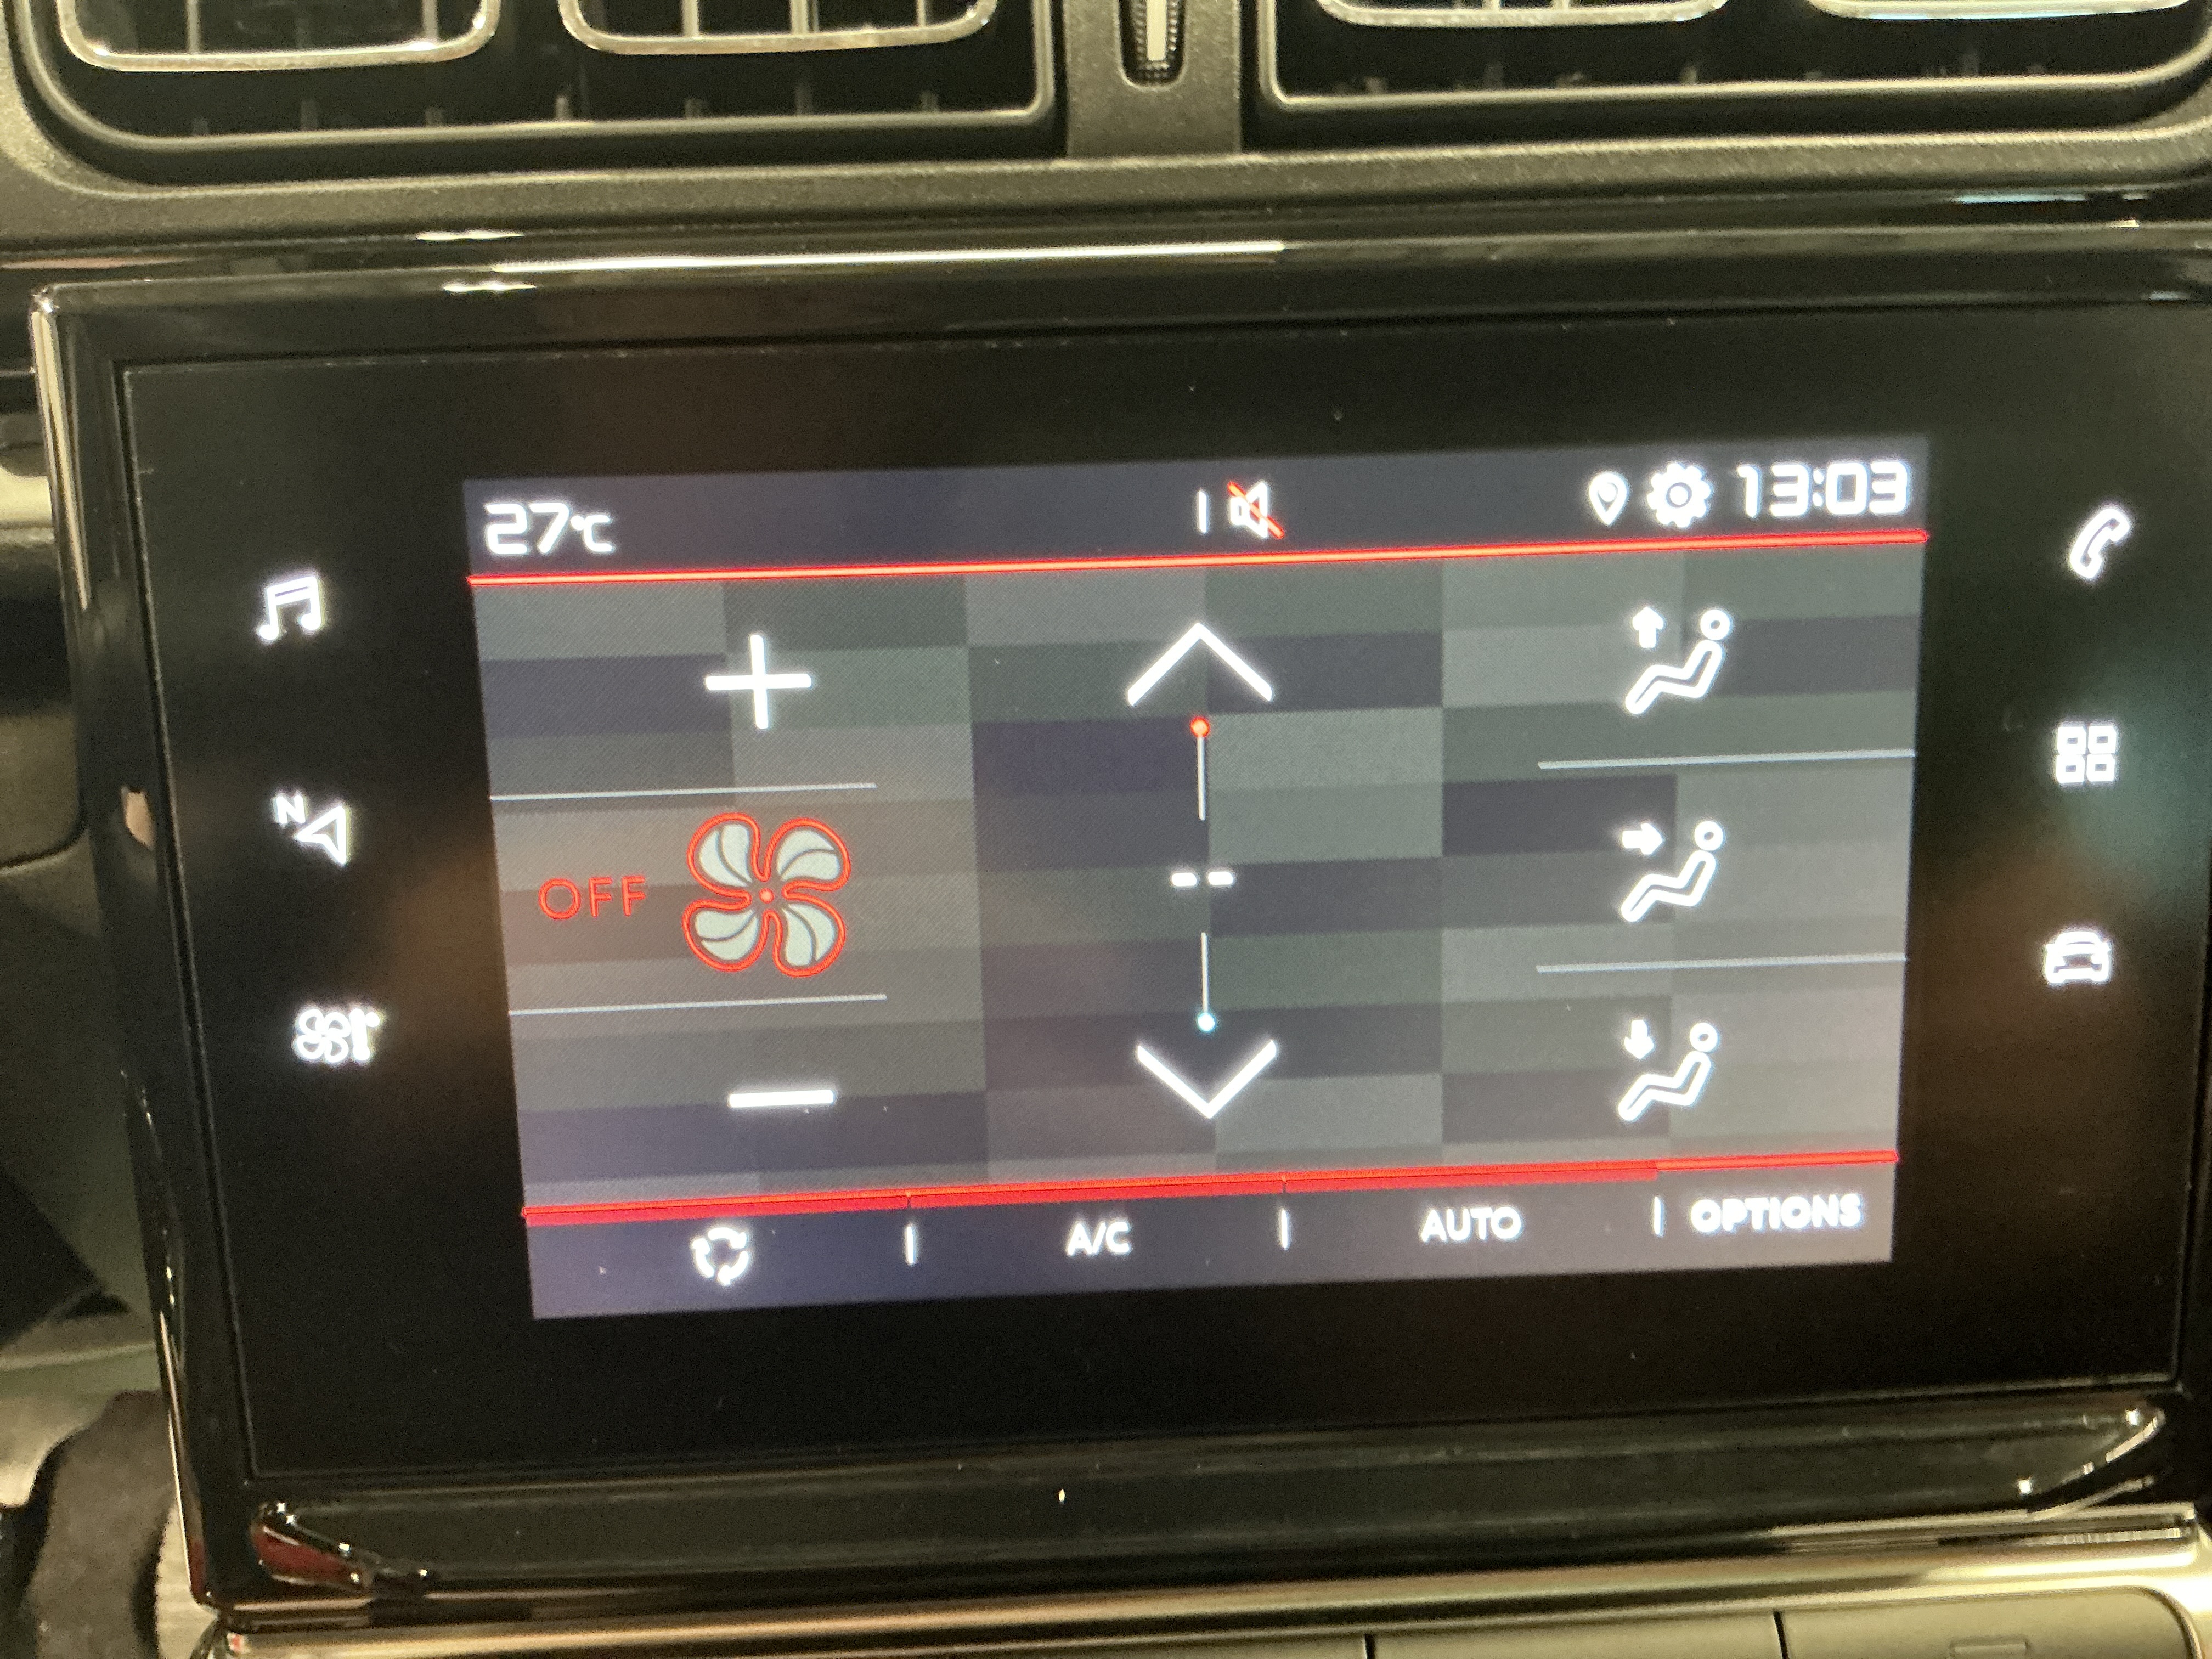 27°C
13:03
N
OFF
--
A/C
AUTO
OPTIONS